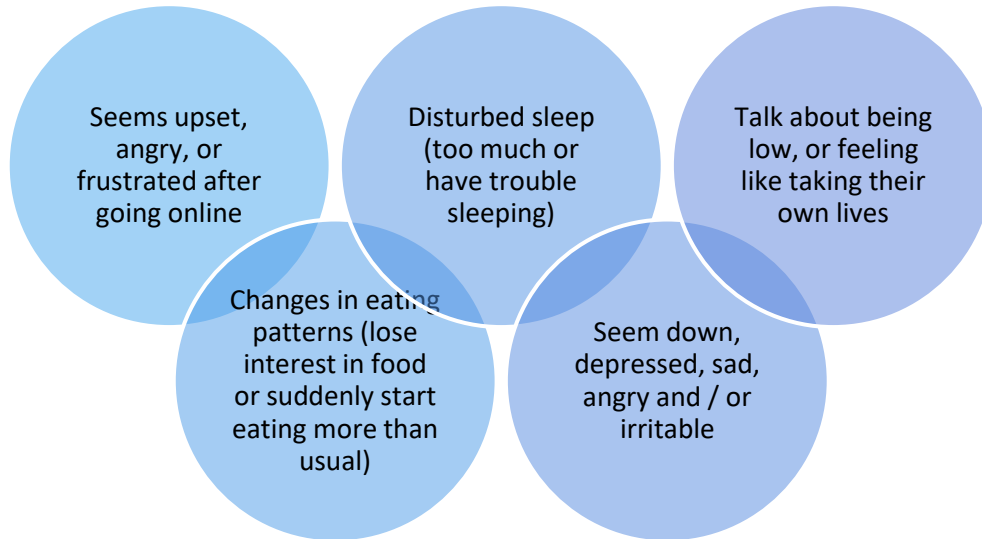 Seems upset,
angry, or
frustrated after
going online
Changes in eating
patterns (lose
interest in food
or suddenly start
eating more than
usual)
Disturbed sleep
(too much or
have trouble
sleeping)
Seem down,
depressed, sad,
angry and / or
irritable
Talk about being
low, or feeling
like taking their
own lives